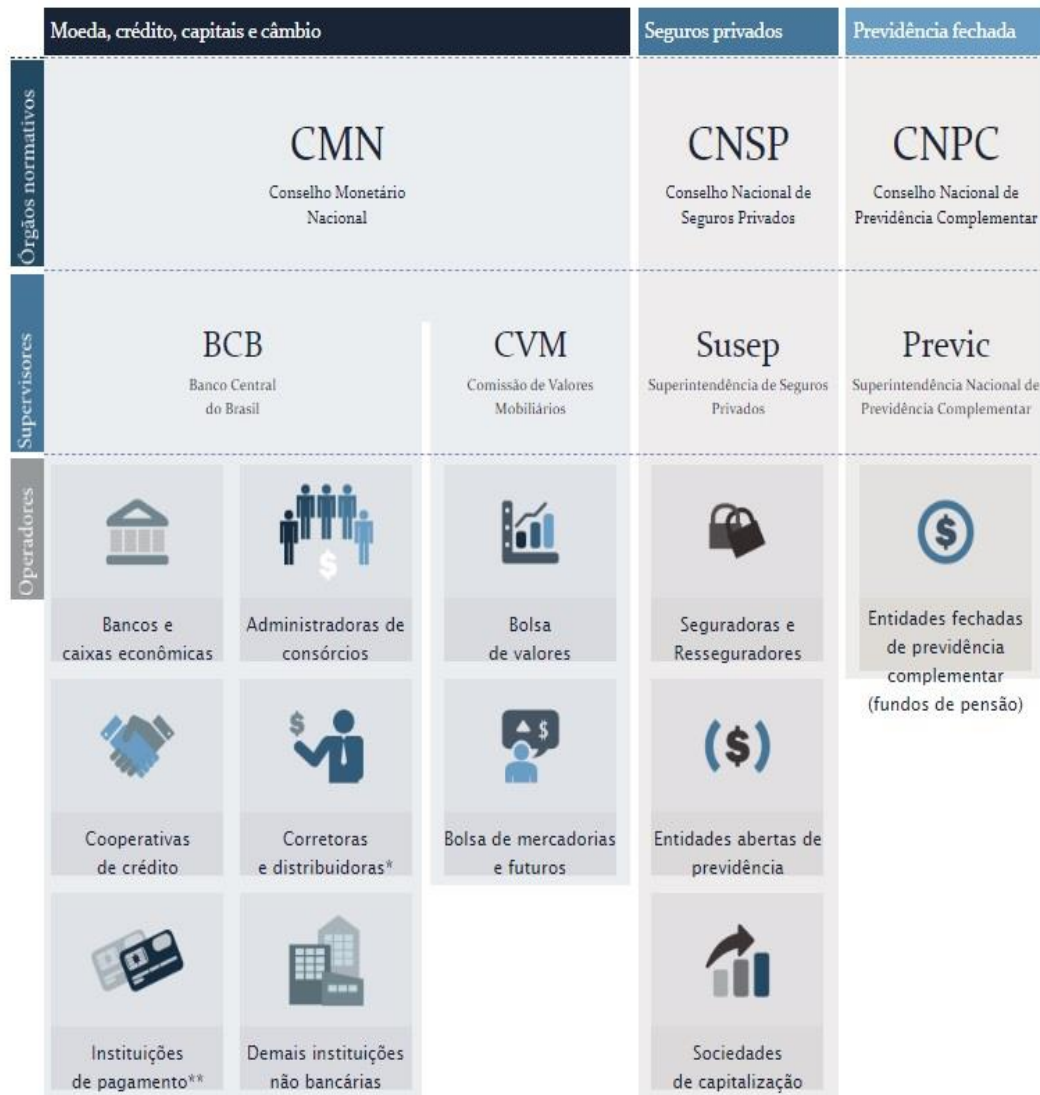 Moeda, crédito, capitais e câmbio
Seguros privados
Previdência fechada
Órgãos normativos
CMN
Conselho Monetário
Nacional
CNSP
Conselho Nacional de
Seguros Privados
CNPC
Conselho Nacional de
Previdência Complementar
Supervisores
BCB
Banco Central
do Brasil
CVM
Comissão de Valores
Mobiliários
Susep
Superintendência de Seguros
Privados
Previc
Superintendência Nacional de
Previdência Complementar
Operadores
Bancos e
caixas econômicas
Administradoras de
consórcios
Bolsa
de valores
Seguradoras e
Resseguradores
$
Entidades fechadas
de previdência
complementar
(fundos de pensão)
$
Cooperativas
de crédito
$
Corretoras
e distribuidoras*
$
Bolsa de mercadorias
e futuros
($)
Entidades abertas de
previdência
Instituições
de pagamento**
Demais instituições
não bancárias
Sociedades
de capitalização